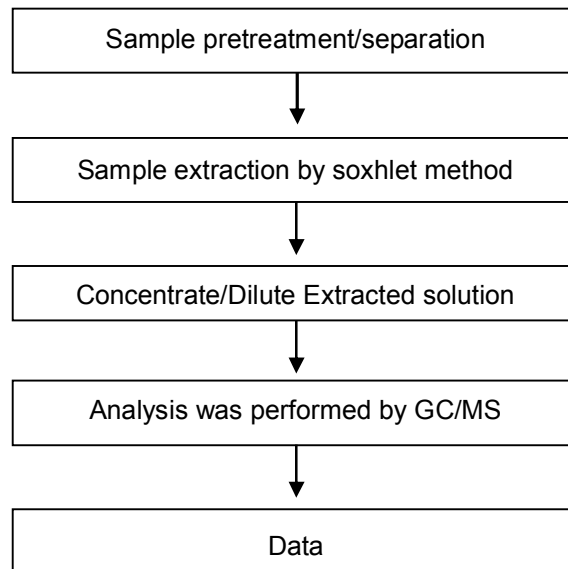 Sample pretreatment/separation
Sample extraction by soxhlet method
Concentrate/Dilute Extracted solution
Analysis was performed by GC/MS
Data